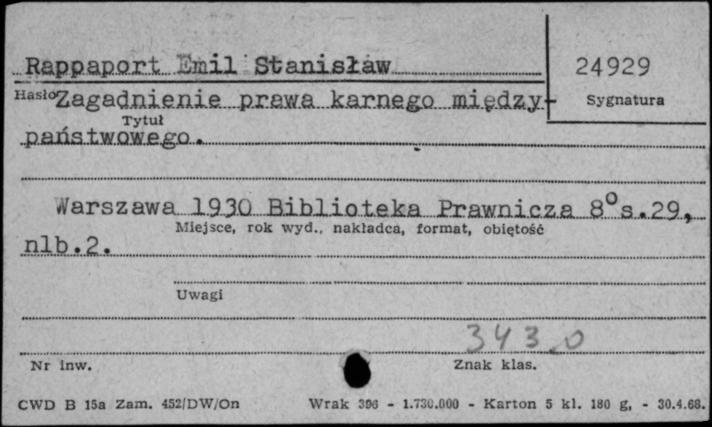 Rappaport Emil Stanisław
24929
Hasło
Zagadnienie prawa karnego między-
Sygnatura
Tytuł
państwowego.
Warszawa 1930 Biblioteka Prawnicza 8° s.29,
Miejsce, rok wyd., nakładca, format, obiętość
nlb.2.
Uwagi
343.0
Nr inw.
Znak klas.
CWD B 15a Zam. 452/DW/On
Wrak 396 - 1.730.000 - Karton 5 kl. 180 g, - 30.4.68.